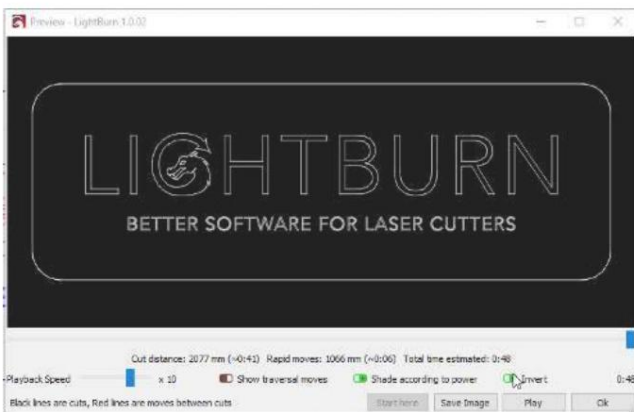 Preview - LightBurn 1.0.02
LIGHTBURN
BETTER SOFTWARE FOR LASER CUTTERS
Cut distance: 2077 mm (~0:41) Rapid moves: 1066 mm (~0:06) Total time estimated: 0:48
Playback Speed x 10 Show traversal moves Shade according to power Invert 0:48
Black lines are cuts, Red lines are moves between cuts Start here Save Image Play Ok